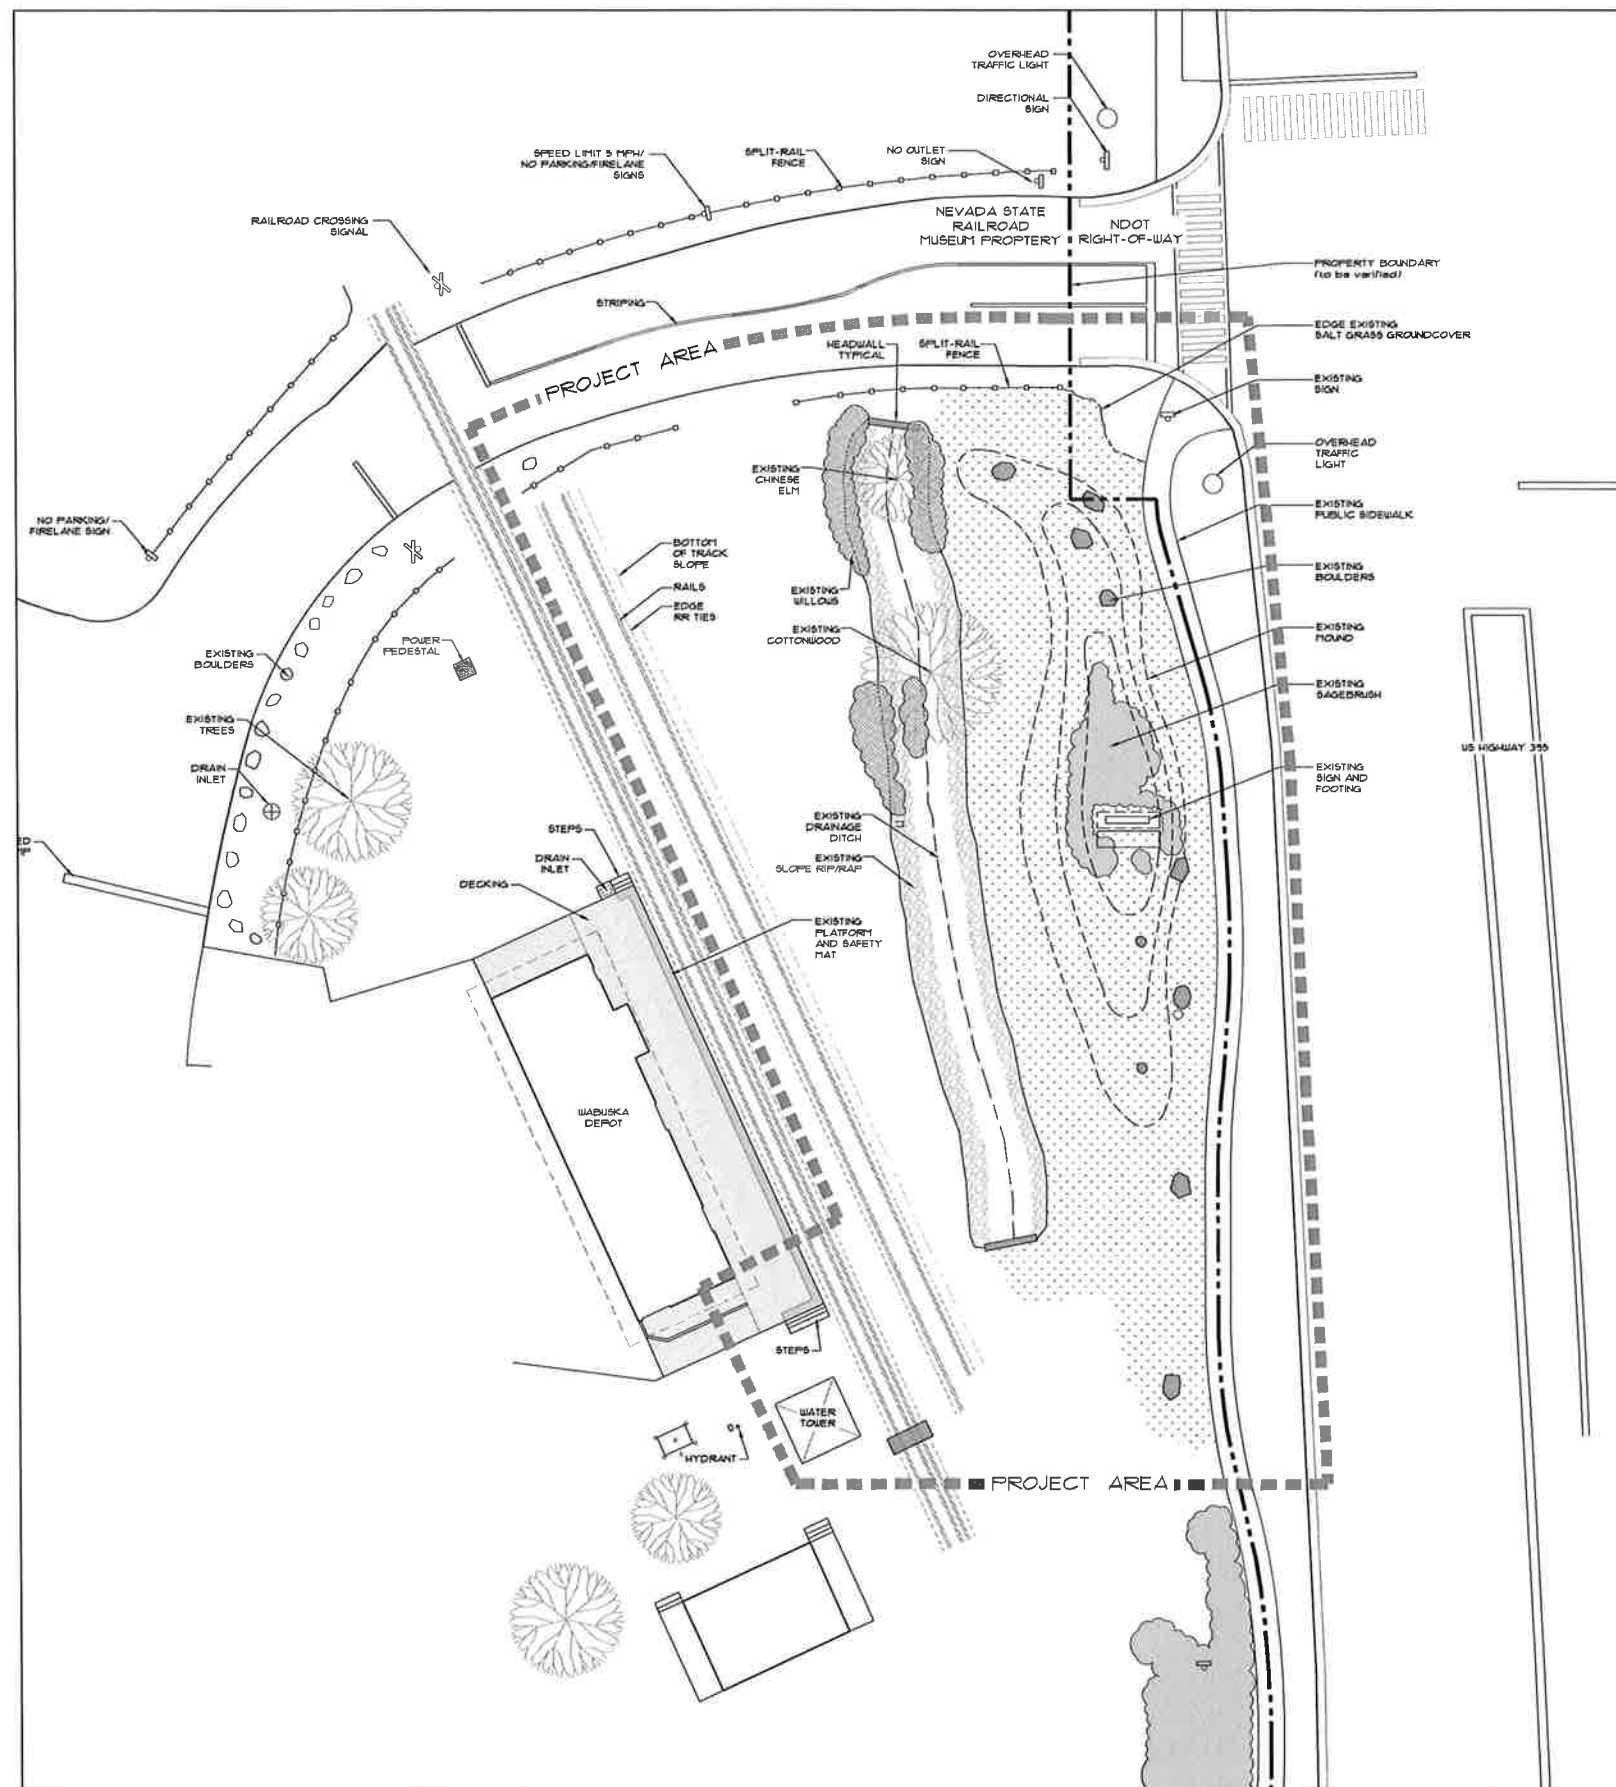 OVERHEAD
TRAFFIC LIGHT
DIRECTIONAL
SIGN
SPEED LIMIT 5 MPH/
NO PARKING/FIRELANE
SIGNS
SPLIT-RAIL
FENCE
NO OUTLET
SIGN
RAILROAD CROSSING
SIGNAL
NEVADA STATE
RAILROAD
MUSEUM PROPTERY
NDOT
RIGHT-OF-WAY
PROPERTY BOUNDARY
(to be verified)
STRIPING
EDGE EXISTING
SALT GRASS GROUNDCOVER
PROJECT AREA
HEADWALL
TYPICAL
SPLIT-RAIL
FENCE
EXISTING
SIGN
OVERHEAD
TRAFFIC
LIGHT
EXISTING
CHINESE
ELM
NO PARKING/
FIRELANE SIGN
EXISTING
PUBLIC SIDEWALK
BOTTOM
OF TRACK
SLOPE
RAILS
EDGE
RR TIES
EXISTING
WILLOWS
EXISTING
BOULDERS
EXISTING
COTTONWOOD
EXISTING
MOUND
POWER
PEDESTAL
EXISTING
BOULDERS
EXISTING
SAGEBRUSH
EXISTING
TREES
US HIGHWAY 395
DRAIN
INLET
EXISTING
SIGN AND
FOOTING
EXISTING
DRAINAGE
DITCH
STEPS
ED
DRAIN
INLET
EXISTING
SLOPE RIP/RAP
DECKING
EXISTING
PLATFORM
AND SAFETY
MAT
WABUSKA
DEPOT
STEPS
WATER
TOWER
HYDRANT
PROJECT AREA